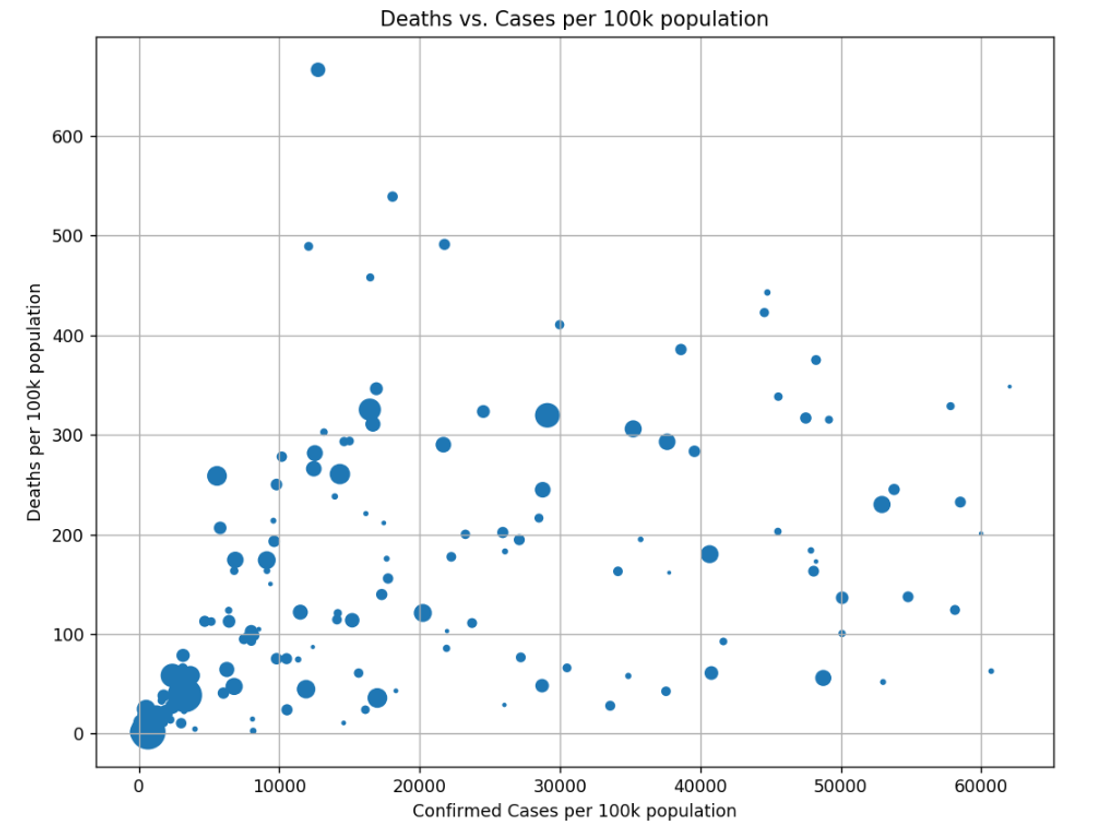 Deaths vs. Cases per 100k population
600
500
400
300
200
100
0
Deaths per 100k population
0 10000 20000 30000 40000 50000 60000
Confirmed Cases per 100k population